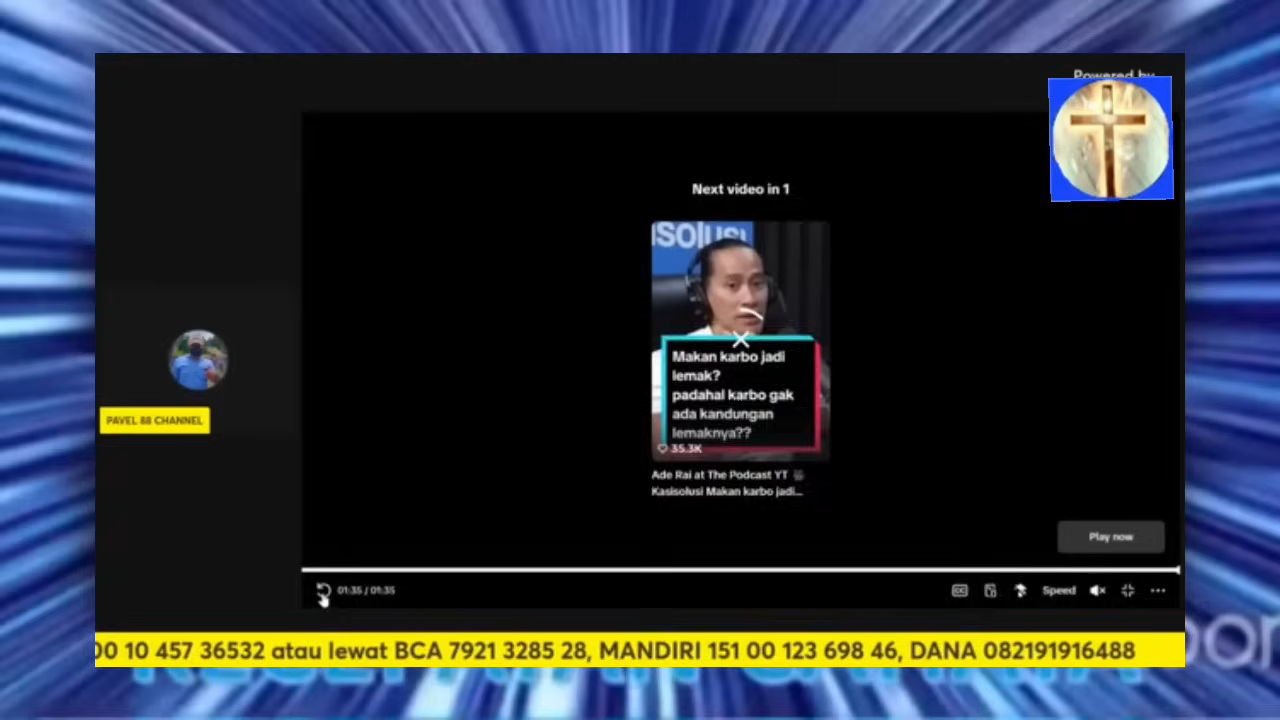 Powered by
Next video in 1
solusi
Makan karbo jadi
lemak?
padahal karbo gak
ada kandungan
lemaknya??
35.3K
Ade Rai at The Podcast YT
Kasisolusi Makan karbo jadi...
PAVEL 88 CHANNEL
Play now
01:35 / 01:35
Speed
00 10 457 36532 atau lewat BCA 7921 3285 28, MANDIRI 151 00 123 698 46, DANA 082191916488